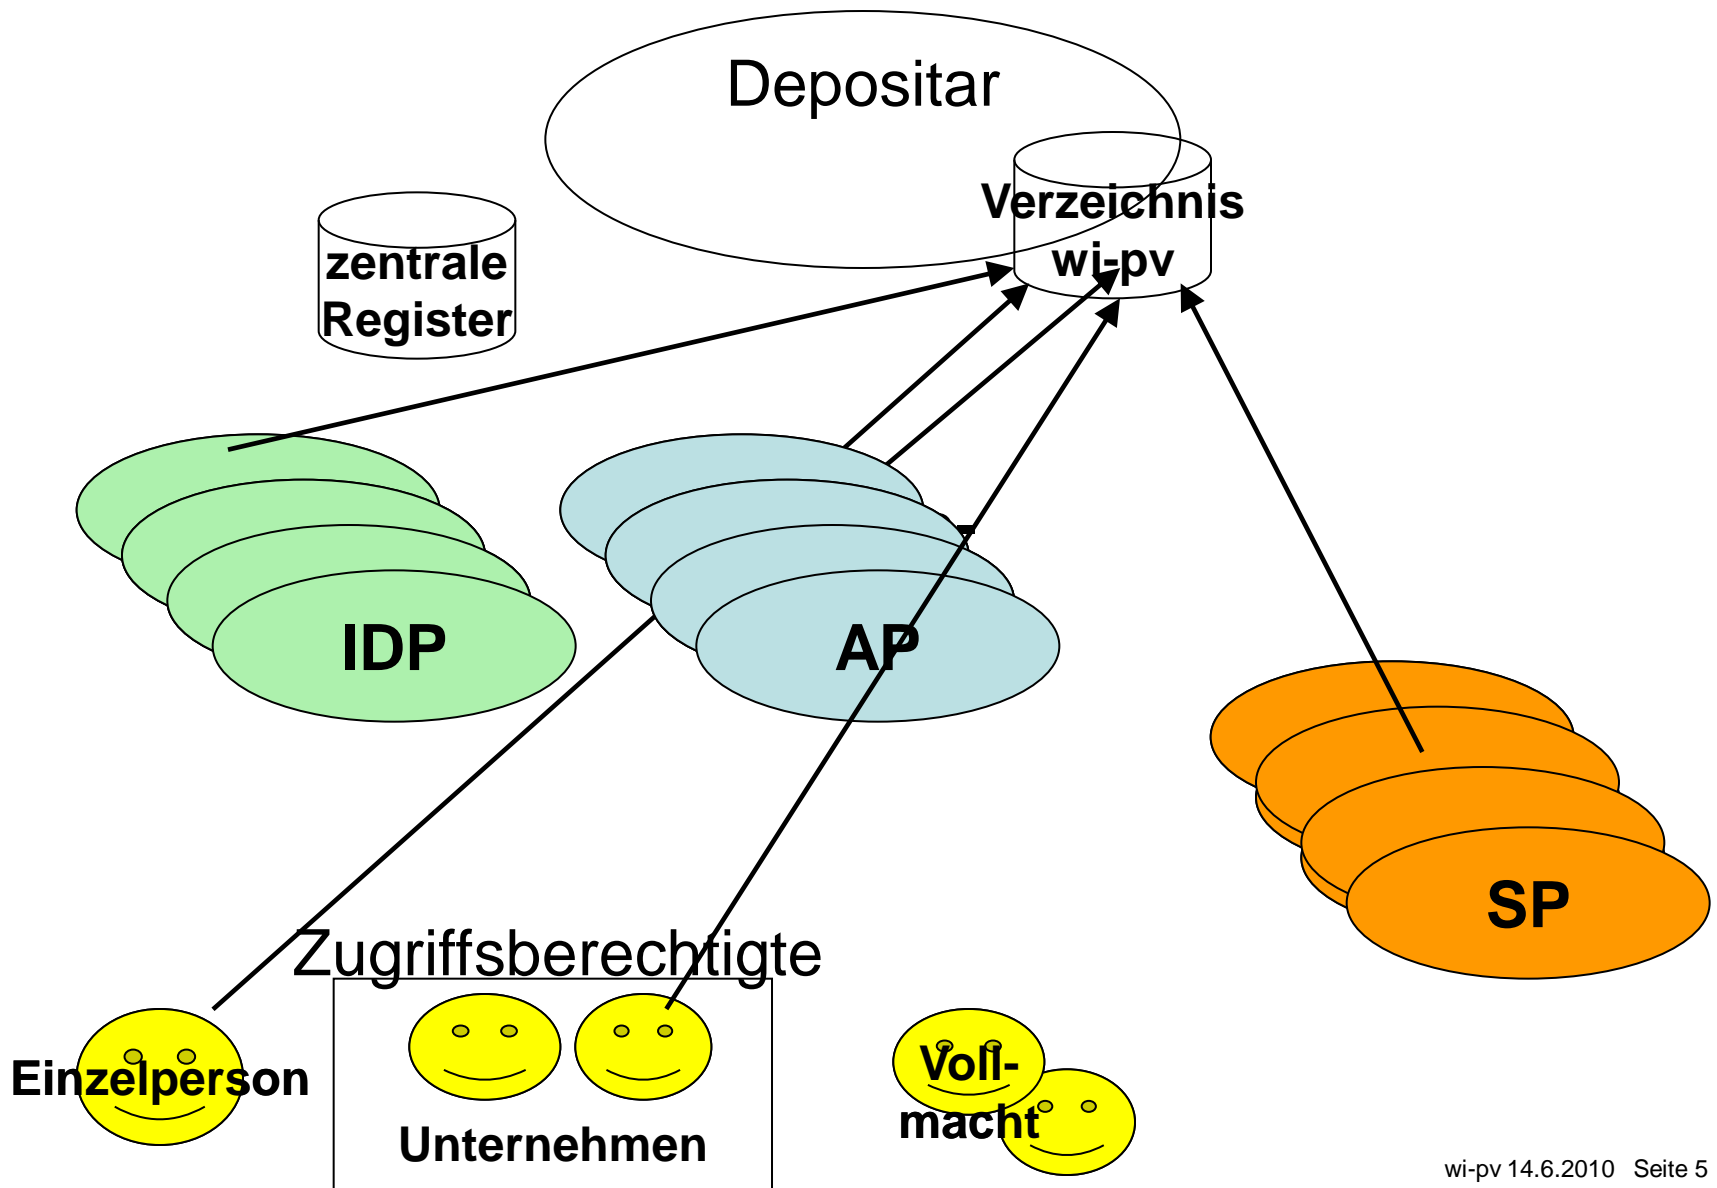 Depositar
Verzeichnis
wi-pv
zentrale
Register
IDP
AP
SP
Zugriffsberechtigte
Einzelperson
Unternehmen
Voll-
macht
wi-pv 14.6.2010 Seite 5